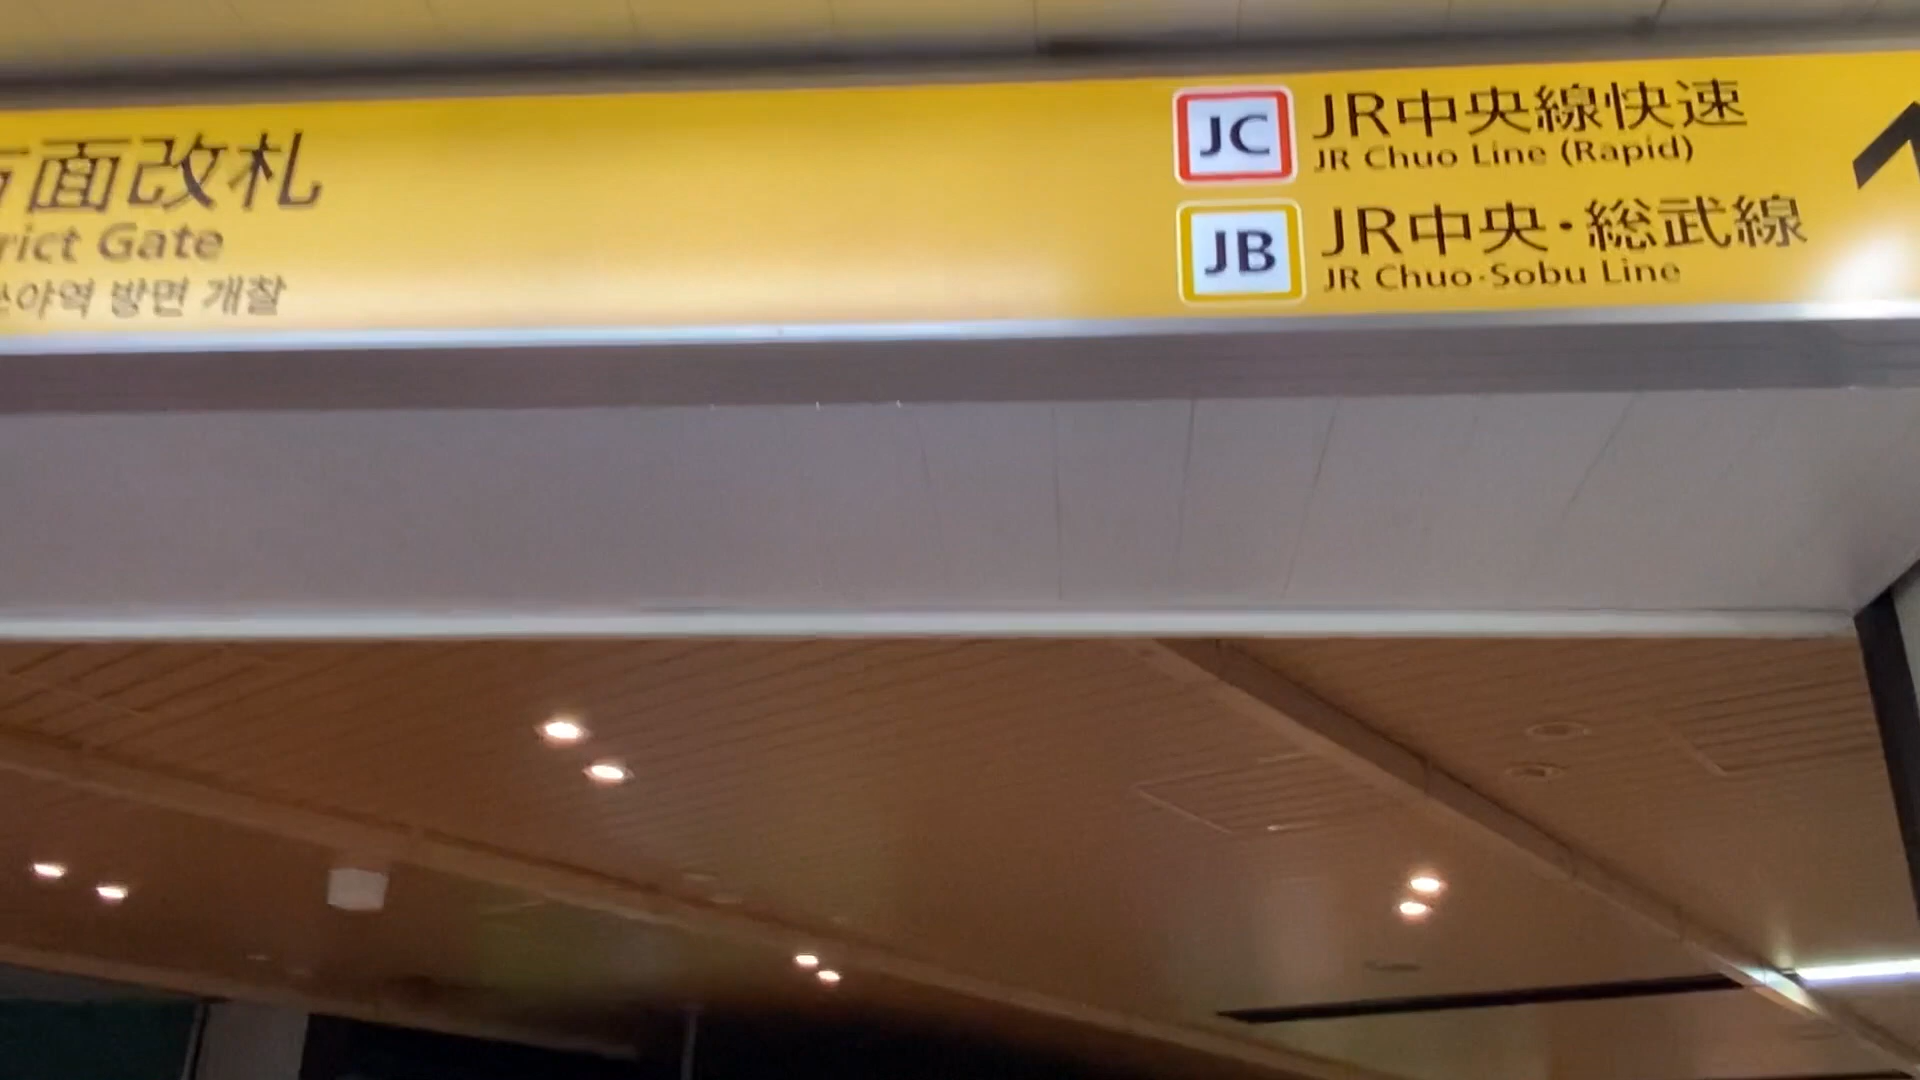 面改札
rict Gate
야역 방면 개찰
JC
JR中央線快速
JR Chuo Line (Rapid)
JB
JR中央・総武線
JR Chuo-Sobu Line